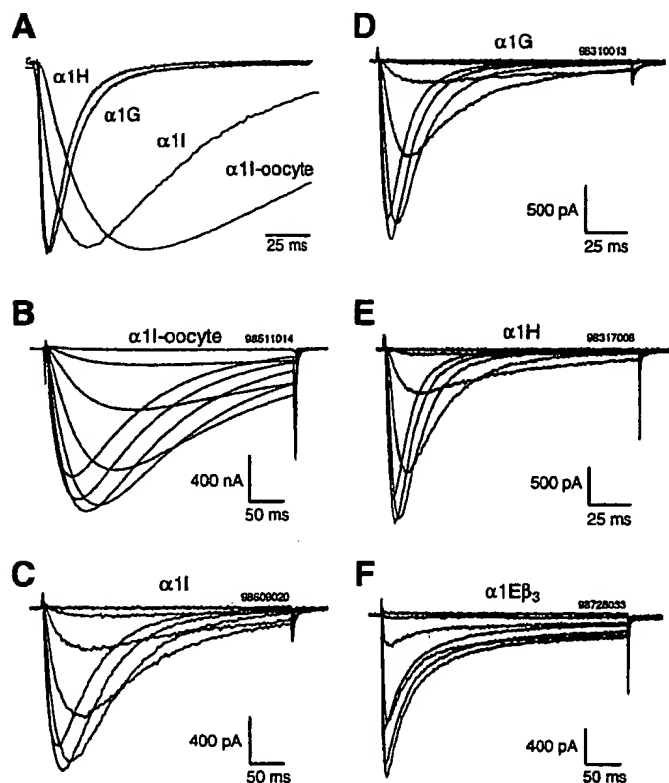 A
α1H
α1G
α1I
α1I-oocyte
25 ms
B
α1I-oocyte
98511014
400 nA
50 ms
C
α1I
98609020
400 pA
50 ms
D
α1G
98310013
500 pA
25 ms
E
α1H
98317008
500 pA
25 ms
F
α1Eβ3
98728033
400 pA
50 ms